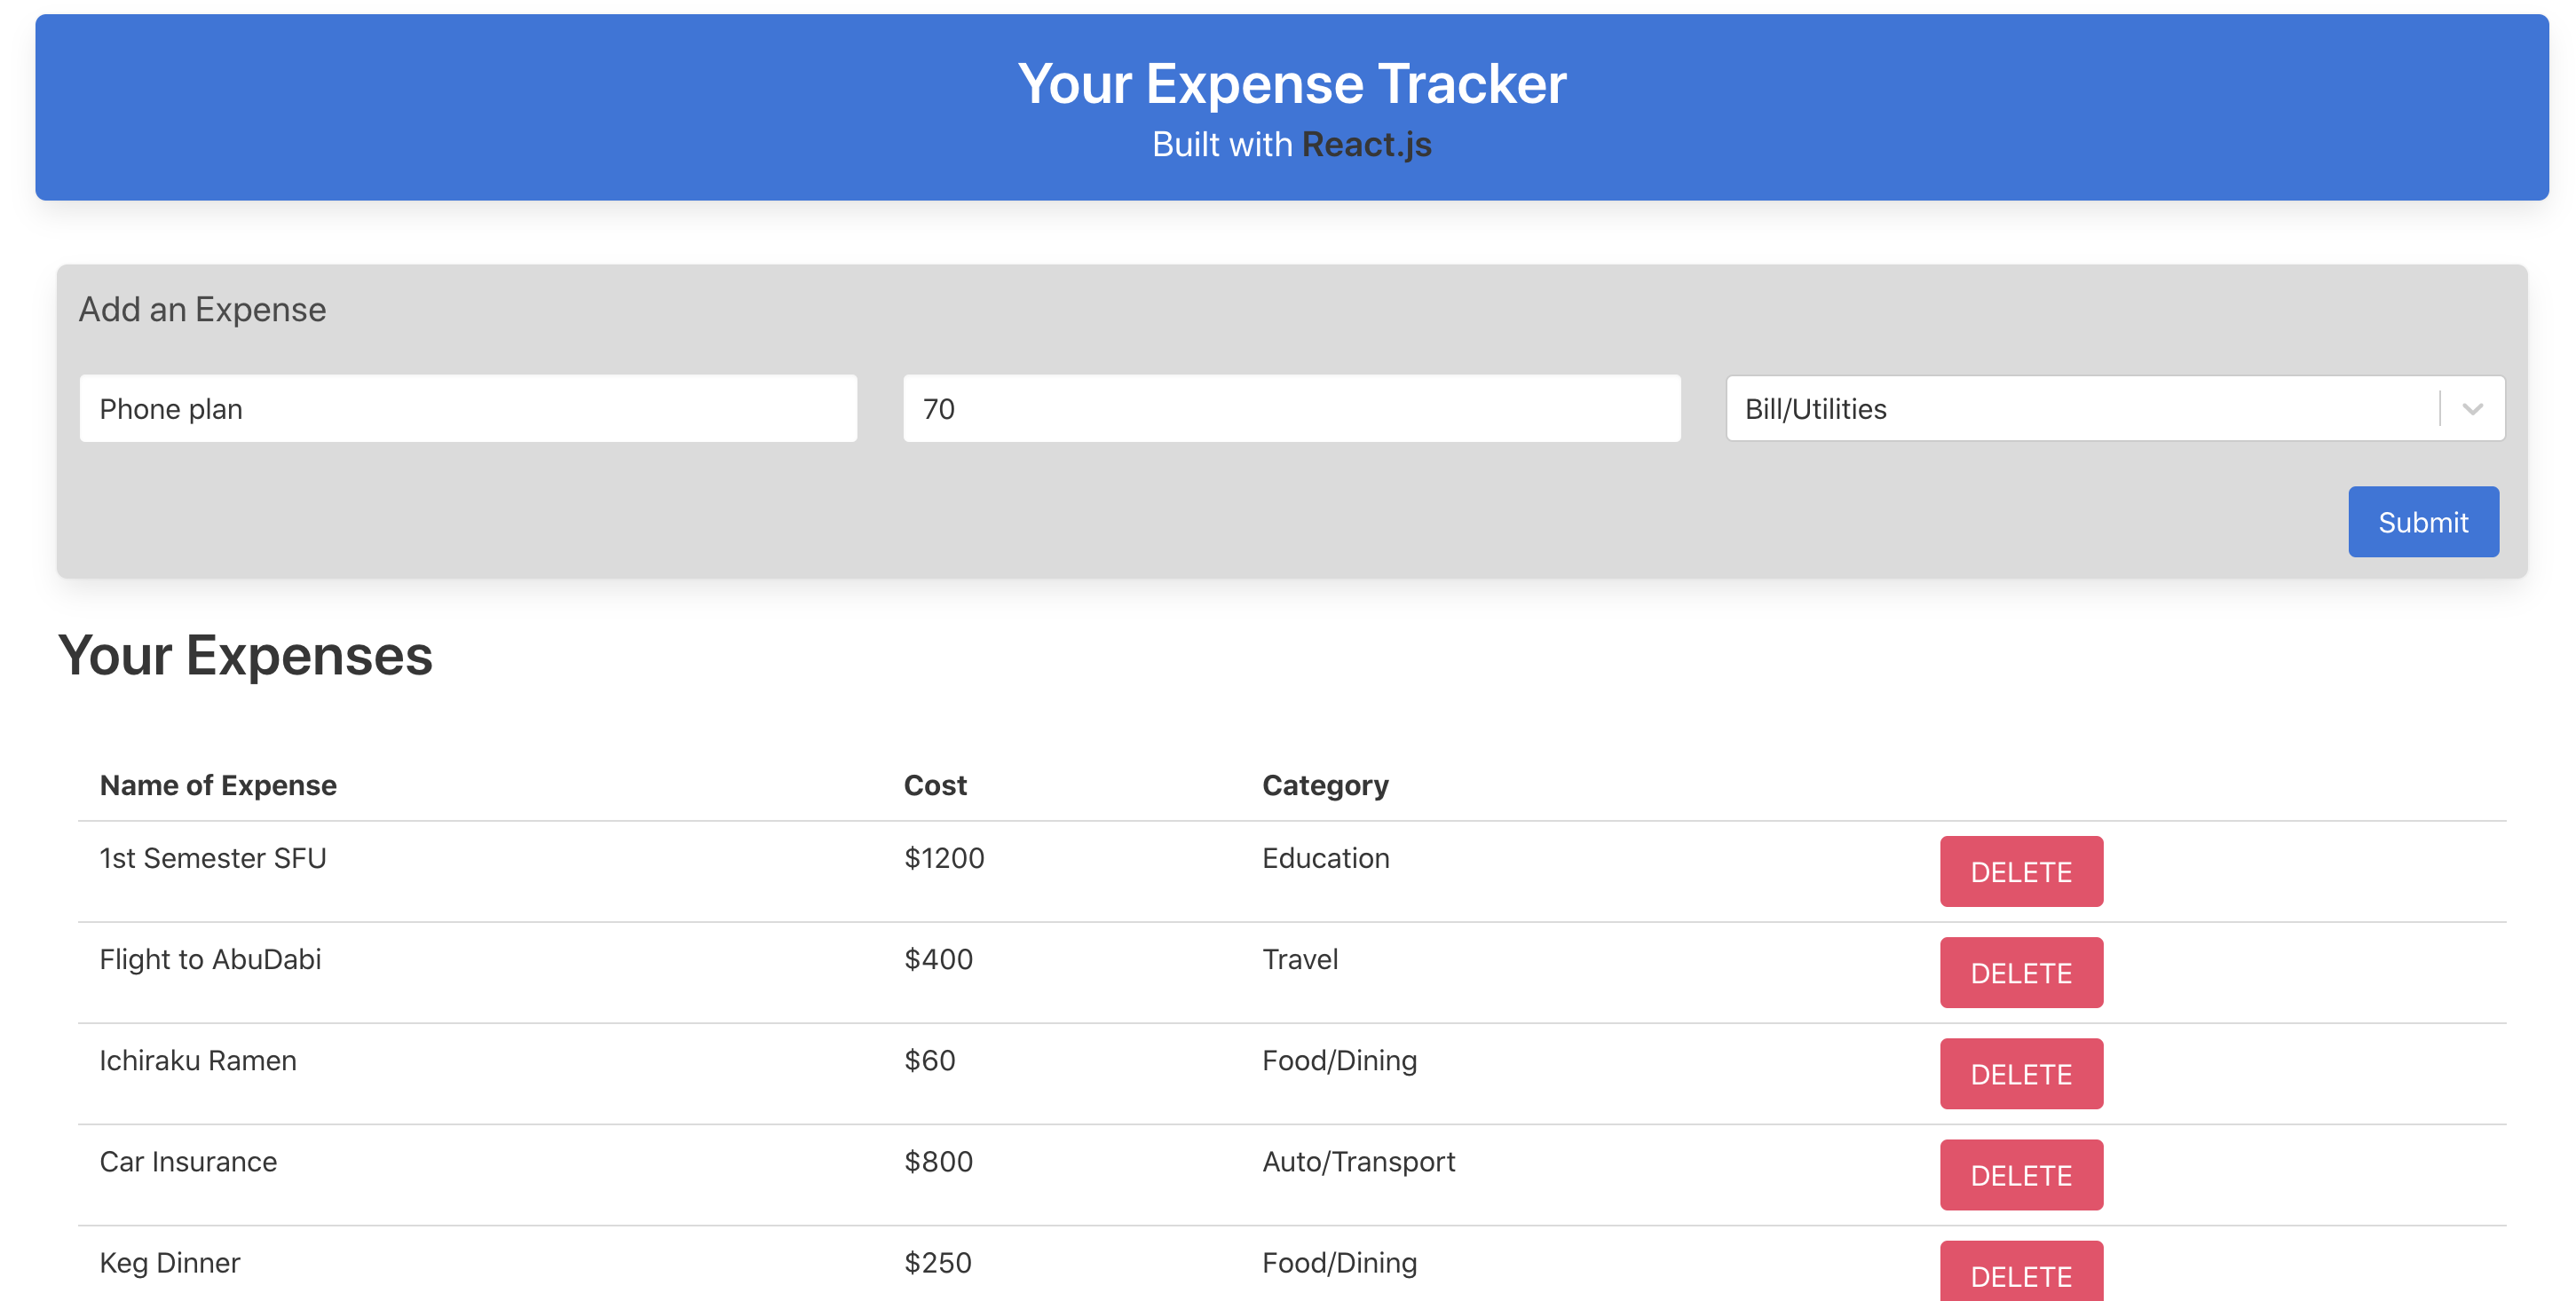 Your Expense Tracker
Built with React.js
Add an Expense
Phone plan 70 Bill/Utilities
Submit
Your Expenses
Name of Expense Cost Category
1st Semester SFU $1200 Education DELETE
Flight to AbuDabi $400 Travel DELETE
Ichiraku Ramen $60 Food/Dining DELETE
Car Insurance $800 Auto/Transport DELETE
Keg Dinner $250 Food/Dining DELETE